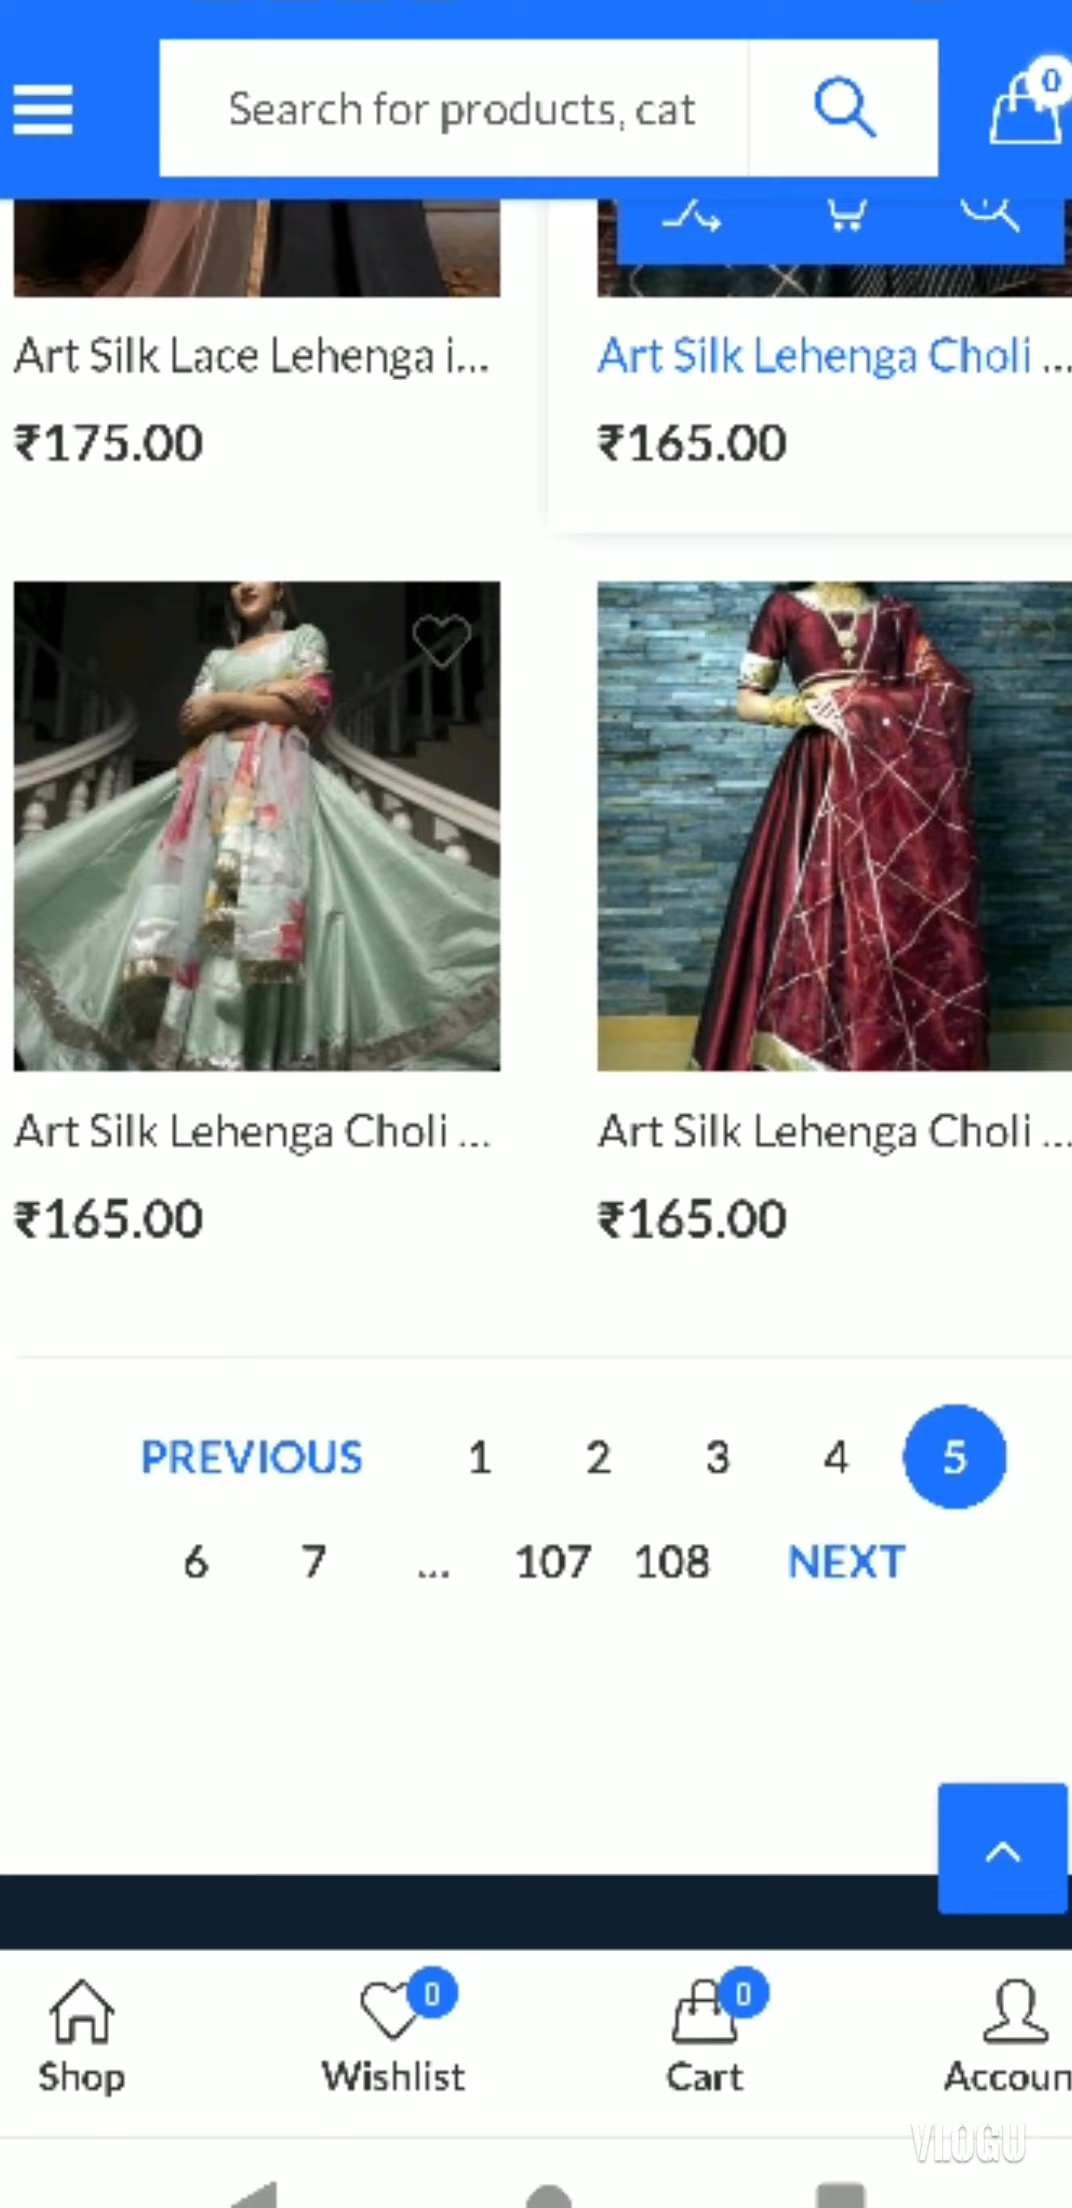 Search for products, cat
0
Art Silk Lace Lehenga i...
Art Silk Lehenga Choli ...
₹175.00
₹165.00
Art Silk Lehenga Choli ...
Art Silk Lehenga Choli ...
₹165.00
₹165.00
PREVIOUS 1 2 3 4 5
6 7 ... 107 108 NEXT
0
0
Shop
Wishlist
Cart
Accoun
VLOGU